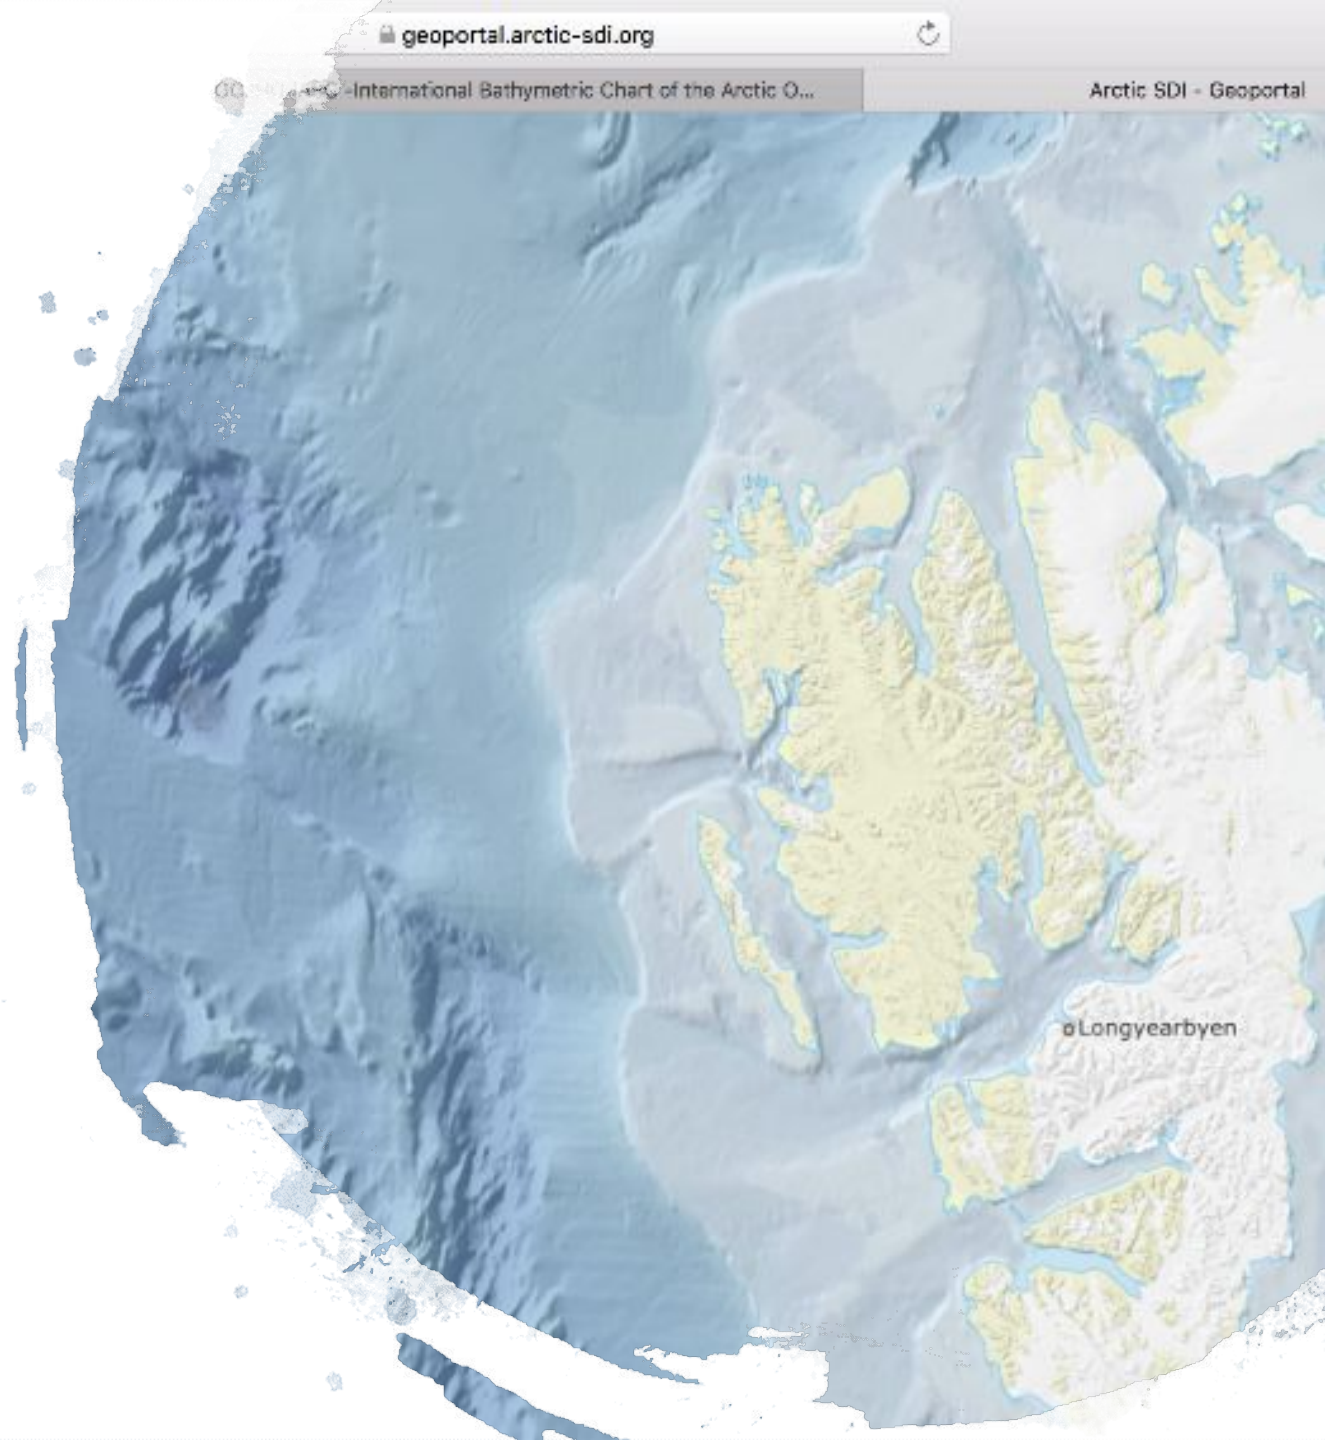 geoportal.arctic-sdi.org
-International Bathymetric Chart of the Arctic O...
Arctic SDI - Geoportal
Longyearbyen